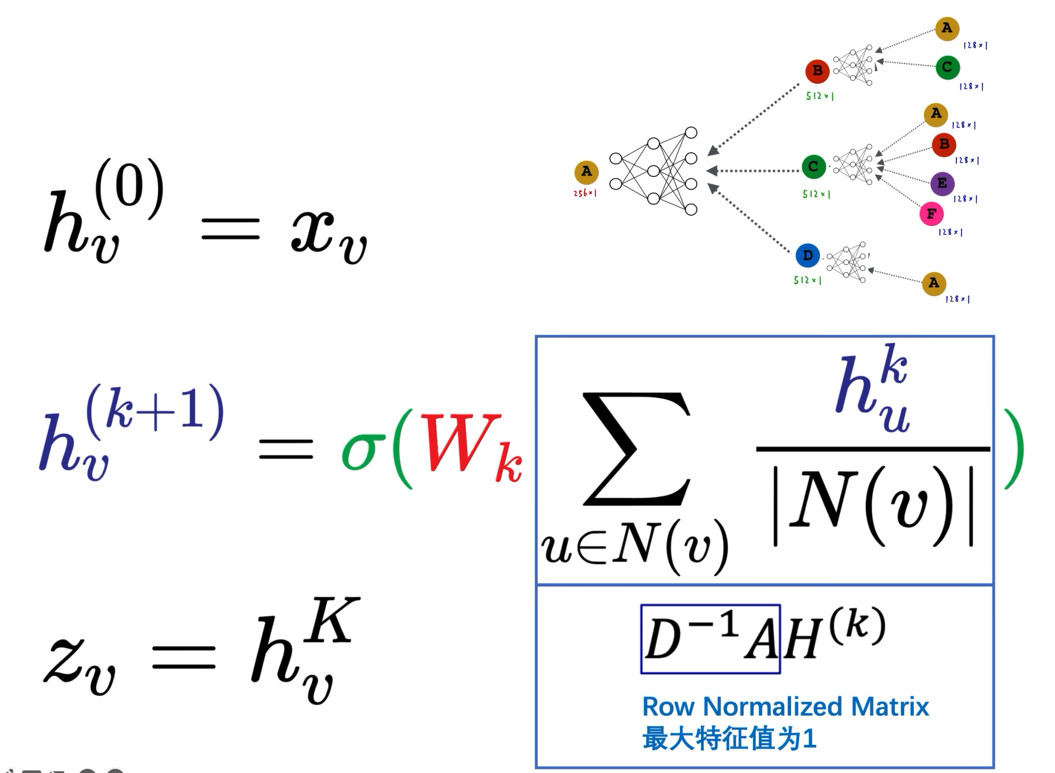 A
128×1
B
C
512×1
128×1
A
128×1
B
128×1
A
C
256×1
512×1
E
128×1
F
128×1
D
512×1
A
128×1
h_v^{(0)} = x_v
h_v^{(k+1)} = σ(W_k \sum_{u∈N(v)} \frac{h_u^k}{|N(v)|})
z_v = h_v^K
D^{-1}AH^{(k)}
Row Normalized Matrix
最大特征值为1